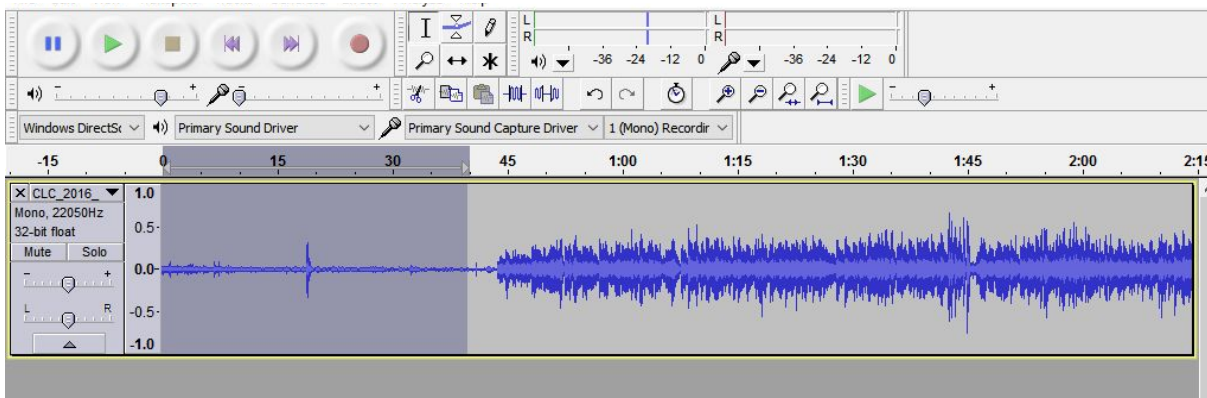 L
R
-36 -24 -12 0
L
R
-36 -24 -12 0
- +
- +
- +
Windows DirectSo Primary Sound Driver Primary Sound Capture Driver 1 (Mono) Recordir
-15 0 15 30 45 1:00 1:15 1:30 1:45 2:00 2:15
CLC_2016_
Mono, 22050Hz
32-bit float
Mute Solo
- +
L R
1.0
0.5-
0.0-
-0.5-
-1.0